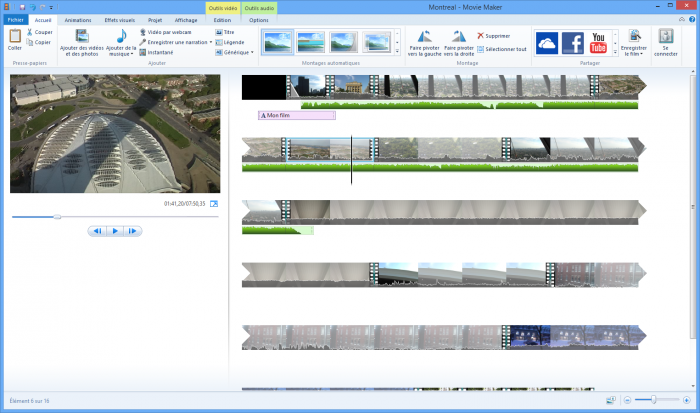 Montreal - Movie Maker
Outils vidéo
Outils audio
Fichier
Accueil
Animations
Effets visuels
Projet
Affichage
Edition
Options
Coller
Couper
Copier
Presse-papiers
Ajouter des vidéos
et des photos
Ajouter de la
musique
Vidéo par webcam
Enregistrer une narration
Instantané
Titre
Légende
Générique
Ajouter
Montages automatiques
Faire pivoter
vers la gauche
Faire pivoter
vers la droite
Supprimer
Sélectionner tout
Montage
You
Tube
Partager
Enregistrer
le film
Se
connecter
A Mon film
01:41,20/07:50,35
Elément 6 sur 16